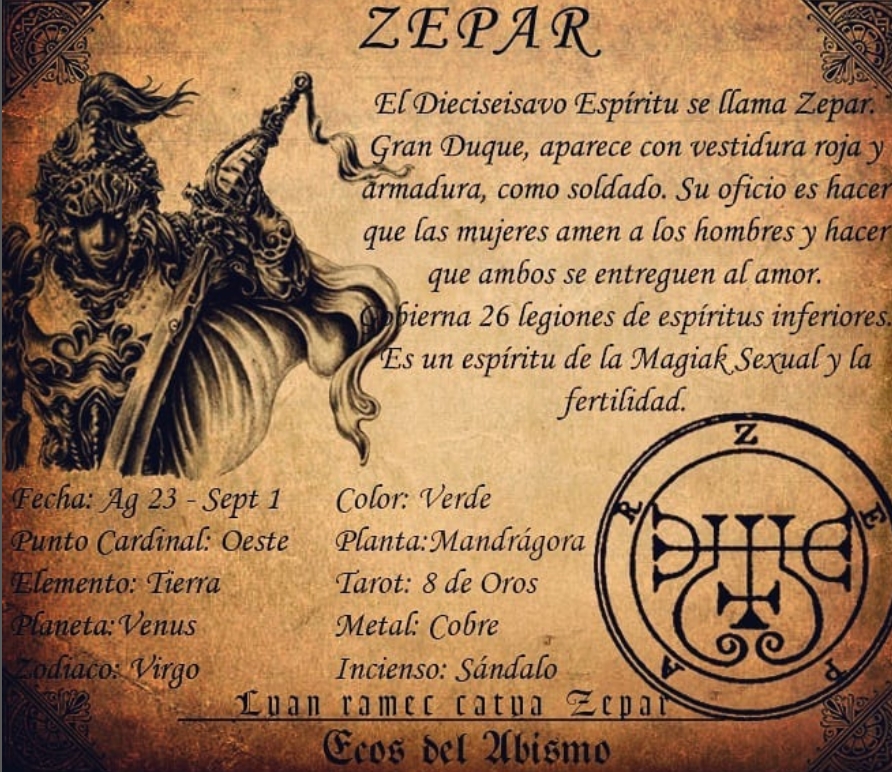 ZEPAR
El Dieciseisavo Espíritu se llama Zepar.
Gran Duque, aparece con vestidura roja y
armadura, como soldado. Su oficio es hacer
que las mujeres amen a los hombres y hacer
que ambos se entreguen al amor.
Gobierna 26 legiones de espíritus inferiores.
Es un espíritu de la Magiak Sexual y la
fertilidad.
Fecha: Ag 23 - Sept 1
Punto Cardinal: Oeste
Elemento: Tierra
Planeta:Venus
Zodiaco: Virgo
Color: Verde
Planta:Mandrágora
Tarot: 8 de Oros
Metal: Cobre
Incienso: Sándalo
Z E P A R
Luan ramec catya Zepar
Ecos del Abismo